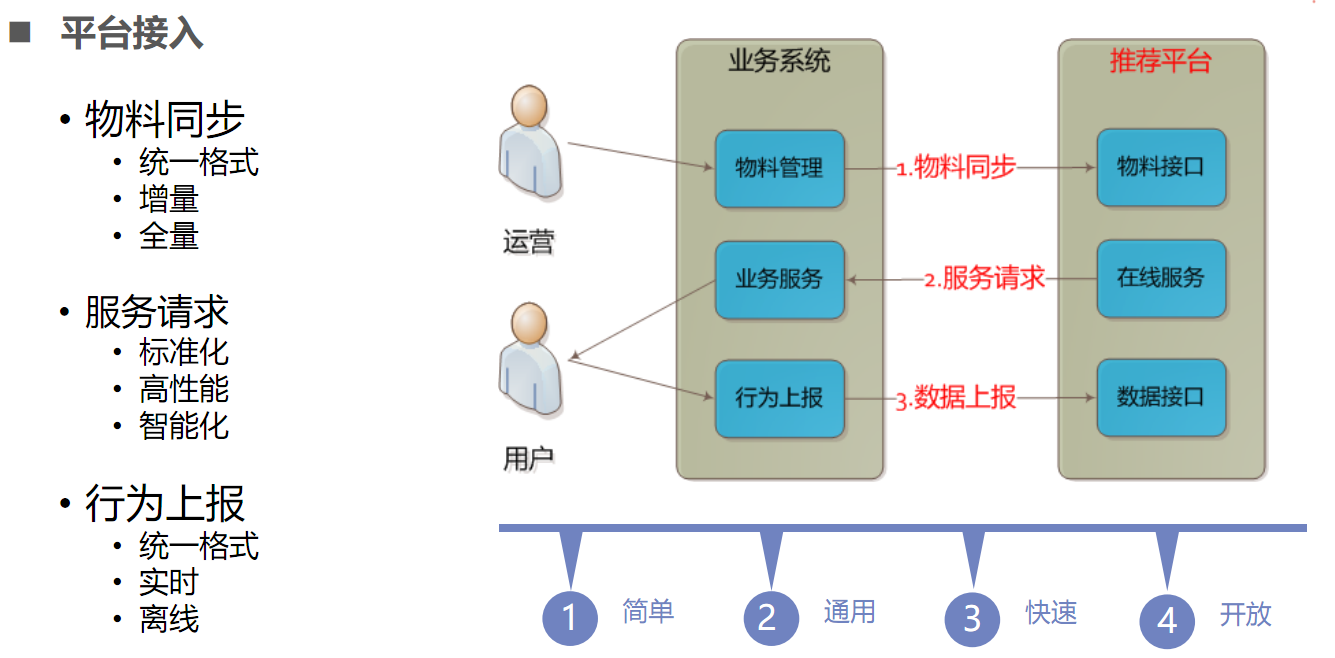 平台接入
• 物料同步
• 统一格式
• 增量
• 全量
• 服务请求
• 标准化
• 高性能
• 智能化
• 行为上报
• 统一格式
• 实时
• 离线
业务系统
推荐平台
运营
物料管理
1.物料同步
物料接口
业务服务
2.服务请求
在线服务
用户
行为上报
3.数据上报
数据接口
1 简单
2 通用
3 快速
4 开放